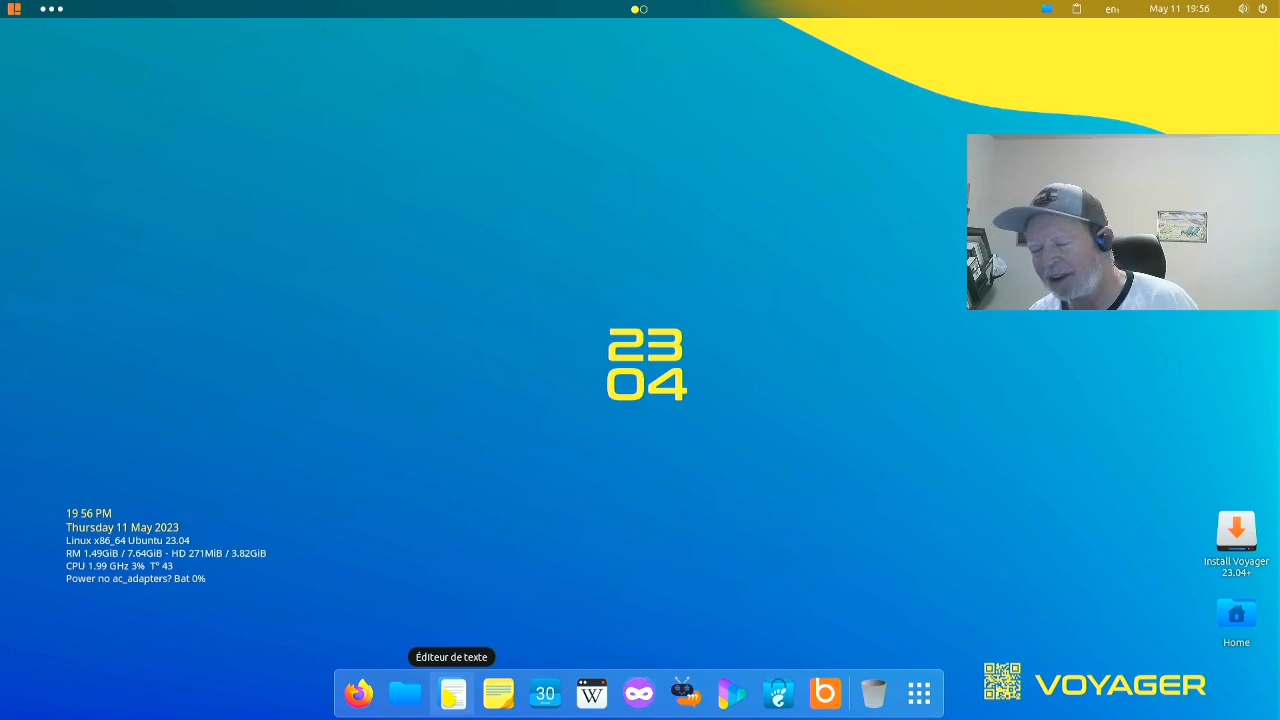 en₁
May 11 19:56
23
04
19 56 PM
Thursday 11 May 2023
Linux x86_64 Ubuntu 23.04
RM 1.49GiB / 7.64GiB - HD 271MiB / 3.82GiB
CPU 1.99 GHz 3% T° 43
Power no ac_adapters? Bat 0%
Install Voyager
23.04+
Home
Éditeur de texte
30
W
b
VOYAGER